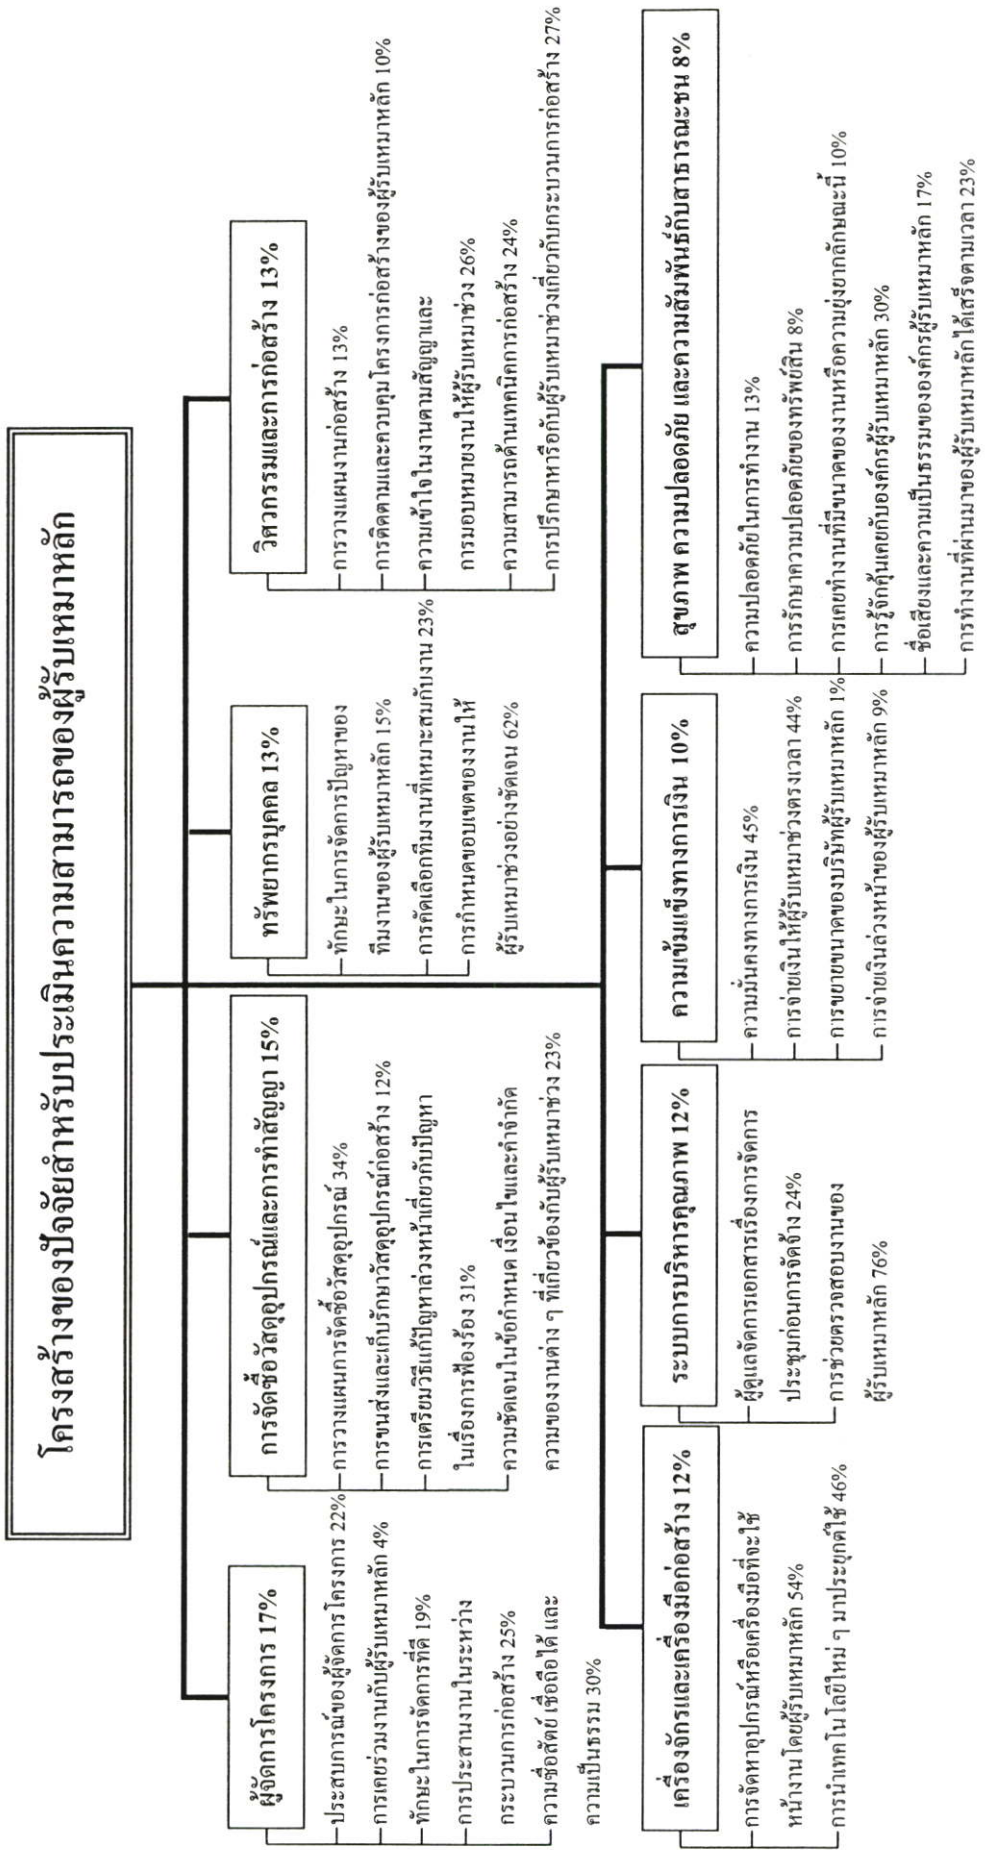 โครงสร้างของปัจจัยสำหรับประเมินความสามารถของผู้รับเหมาหลัก
ผู้จัดการโครงการ 17%
ประสบการณ์ของผู้จัดการโครงการ 22%
การเคยร่วมงานกับผู้รับเหมาหลัก 4%
ทักษะในการจัดการที่ดี 19%
การประสานงานในระหว่าง
กระบวนการก่อสร้าง 25%
ความซื่อสัตย์ เชื่อถือได้ และ
ความเป็นธรรม 30%
การจัดซื้อวัสดุอุปกรณ์และการทำสัญญา 15%
การวางแผนการจัดซื้อวัสดุอุปกรณ์ 34%
การขนส่งและเก็บรักษาวัสดุอุปกรณ์ก่อสร้าง 12%
การเตรียมวิธีแก้ปัญหาล่วงหน้าเกี่ยวกับปัญหา
ในเรื่องการฟ้องร้อง 31%
ความชัดเจนในข้อกำหนด เงื่อนไขและคำจำกัด
ความของงานต่าง ๆ ที่เกี่ยวข้องกับผู้รับเหมาช่วง 23%
ทรัพยากรบุคคล 13%
ทักษะในการจัดการปัญหาของ
ทีมงานของผู้รับเหมาหลัก 15%
การคัดเลือกทีมงานที่เหมาะสมกับงาน 23%
การกำหนดขอบเขตของงานให้
ผู้รับเหมาช่วงอย่างชัดเจน 62%
วิศวกรรมและการก่อสร้าง 13%
การวางแผนงานก่อสร้าง 13%
การติดตามและควบคุมโครงการก่อสร้างของผู้รับเหมาหลัก 10%
ความเข้าใจในงานตามสัญญาและ
การมอบหมายงานให้ผู้รับเหมาช่วง 26%
ความสามารถด้านเทคนิคการก่อสร้าง 24%
การปรึกษาหารือกับผู้รับเหมาช่วงเกี่ยวกับกระบวนการก่อสร้าง 27%
เครื่องจักรและเครื่องมือก่อสร้าง 12%
การจัดหาอุปกรณ์หรือเครื่องมือที่จะใช้
หน้างานโดยผู้รับเหมาหลัก 54%
การนำเทคโนโลยีใหม่ ๆ มาประยุกต์ใช้ 46%
ระบบการบริหารคุณภาพ 12%
ผู้ดูแลจัดการเอกสารเรื่องการจัดการ
ประชุมก่อนการจัดจ้าง 24%
การช่วยตรวจสอบงานของ
ผู้รับเหมาหลัก 76%
ความเข้มแข็งทางการเงิน 10%
ความมั่นคงทางการเงิน 45%
การจ่ายเงินให้ผู้รับเหมาช่วงตรงเวลา 44%
การขยายขนาดของบริษัทผู้รับเหมาหลัก 1%
การจ่ายเงินล่วงหน้าของผู้รับเหมาหลัก 9%
สุขภาพ ความปลอดภัย และความสัมพันธ์กับสาธารณะชน 8%
ความปลอดภัยในการทำงาน 13%
การรักษาความปลอดภัยของทรัพย์สิน 8%
การเคยทำงานที่มีขนาดของงานหรือความยุ่งยากลักษณะนี้ 10%
การรู้จักคุ้นเคยกับองค์กรผู้รับเหมาหลัก 30%
ชื่อเสียงและความเป็นธรรมขององค์กรผู้รับเหมาหลัก 17%
การทำงานที่ผ่านมาของผู้รับเหมาหลักได้เสร็จตามเวลา 23%